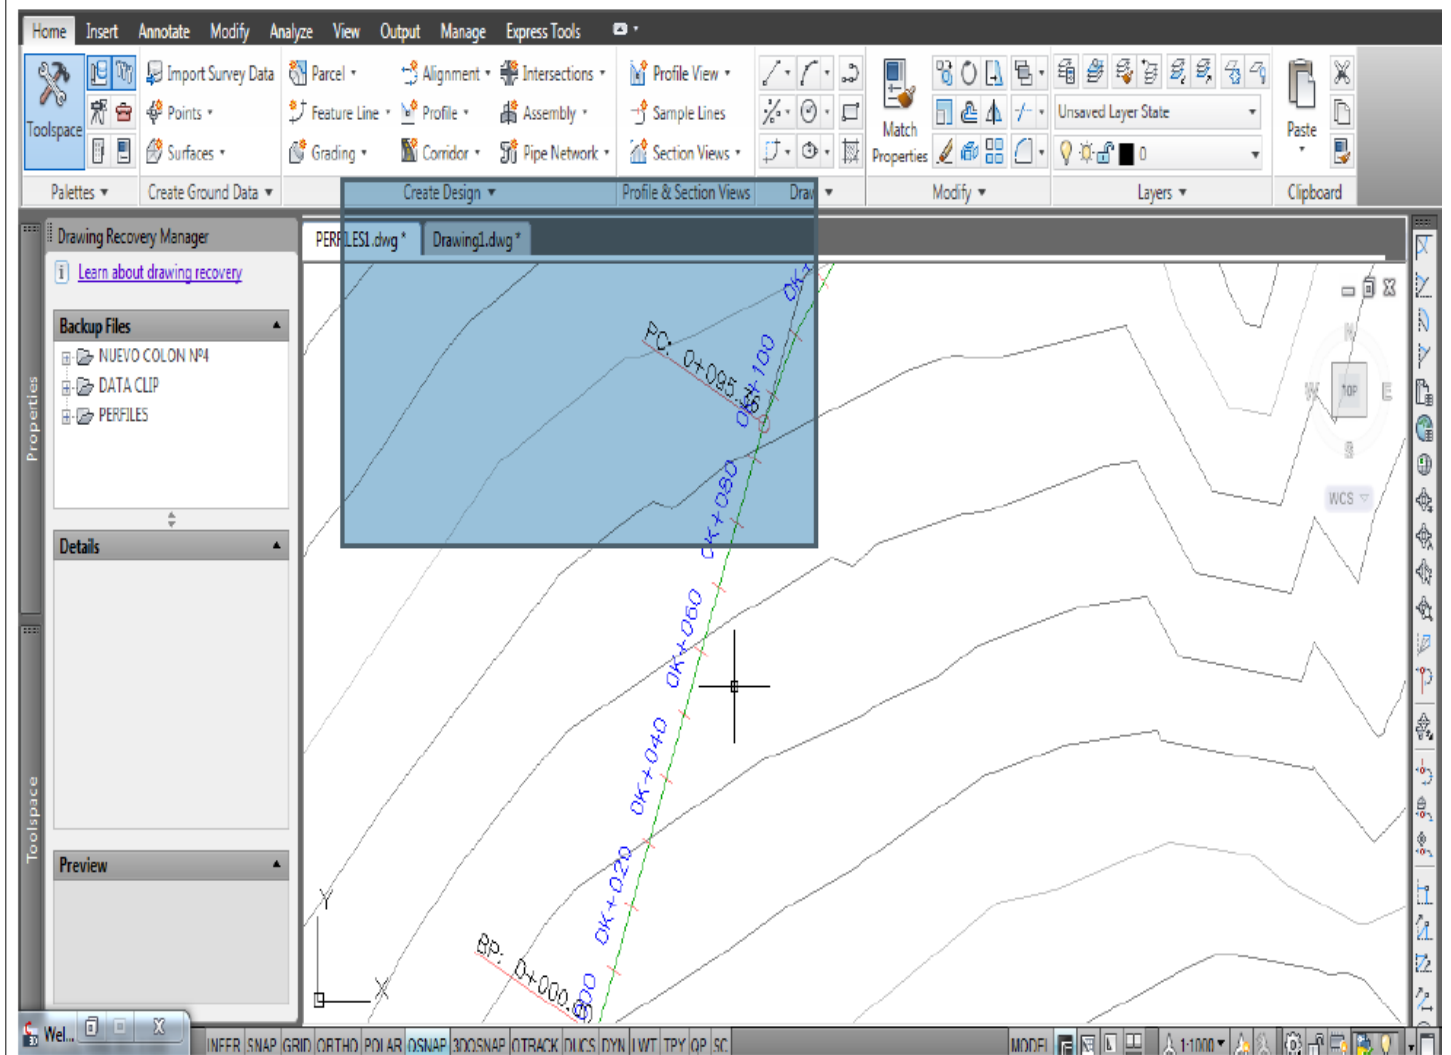 Home Insert Annotate Modify Analyze View Output Manage Express Tools
Toolspace
Import Survey Data
Points
Surfaces
Parcel
Feature Line
Grading
Alignment
Profile
Corridor
Intersections
Assembly
Pipe Network
Profile View
Sample Lines
Section Views
Match
Properties
Unsaved Layer State
0
Paste
Palettes Create Ground Data Create Design Profile & Section Views Draw Modify Layers Clipboard
Drawing Recovery Manager
Learn about drawing recovery
Backup Files
NUEVO COLON Nº4
DATA CLIP
PERFILES
Details
Preview
Properties
Toolspace
PERFILES1.dwg* Drawing1.dwg*
PC: 0+095.36
0K+100
0K+080
0K+060
0K+040
0K+020
BP: 0+000.00
N
W TOP E
S
WCS
Y
X
Wel...
INFER SNAP GRID ORTHO POLAR OSNAP 3DOSNAP OTRACK DUCS DYN LWT TPY QP SC
MODEL 1:1000